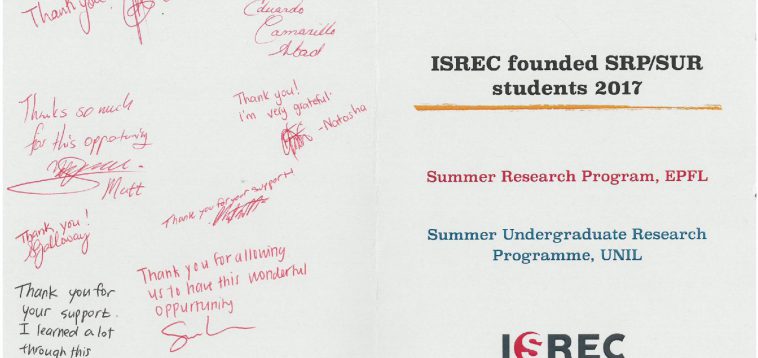 Thank you!
Eduardo
Camarillo
Abad
Thanks so much
for this opportunity
Matt
Thank you!
i'm very grateful.
-Natasha
Thank you for your support!
Thank you!
SGalloway
Thank you for allowing
us to have this wonderful
oppurtunity
Thank you for
your support.
I learned a lot
through this
ISREC founded SRP/SUR
students 2017
Summer Research Program, EPFL
Summer Undergraduate Research
Programme, UNIL
ISREC